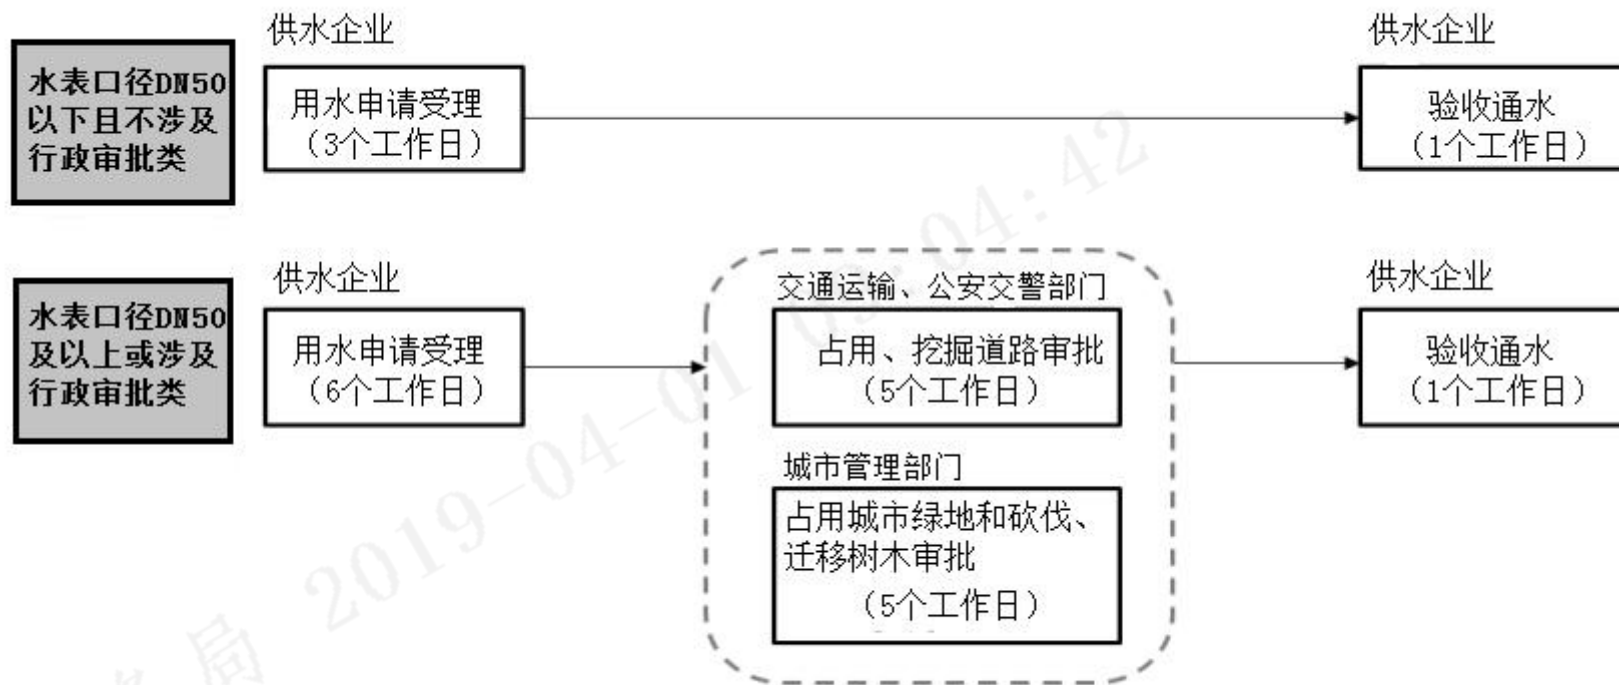 供水企业
供水企业
水表口径DN50
以下且不涉及
行政审批类
用水申请受理
（3个工作日）
验收通水
（1个工作日）
供水企业
供水企业
水表口径DN50
及以上或涉及
行政审批类
用水申请受理
（6个工作日）
交通运输、公安交警部门
占用、挖掘道路审批
（5个工作日）
城市管理部门
占用城市绿地和砍伐、
迁移树木审批
（5个工作日）
验收通水
（1个工作日）
局 2019-04-01 09:04:42